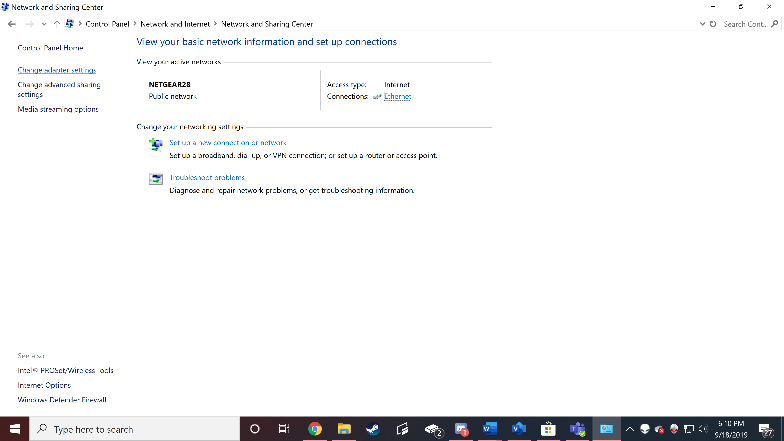 Network and Sharing Center
Control Panel > Network and Internet > Network and Sharing Center
Search Cont...
Control Panel Home
Change adapter settings
Change advanced sharing
settings
Media streaming options
View your basic network information and set up connections
View your active networks
NETGEAR28
Public network
Access type: Internet
Connections: Ethernet
Change your networking settings
Set up a new connection or network
Set up a broadband, dial-up, or VPN connection; or set up a router or access point.
Troubleshoot problems
Diagnose and repair network problems, or get troubleshooting information.
See also
Intel® PROSet/Wireless Tools
Internet Options
Windows Defender Firewall
Type here to search
2
1
6:10 PM
9/18/2019
22